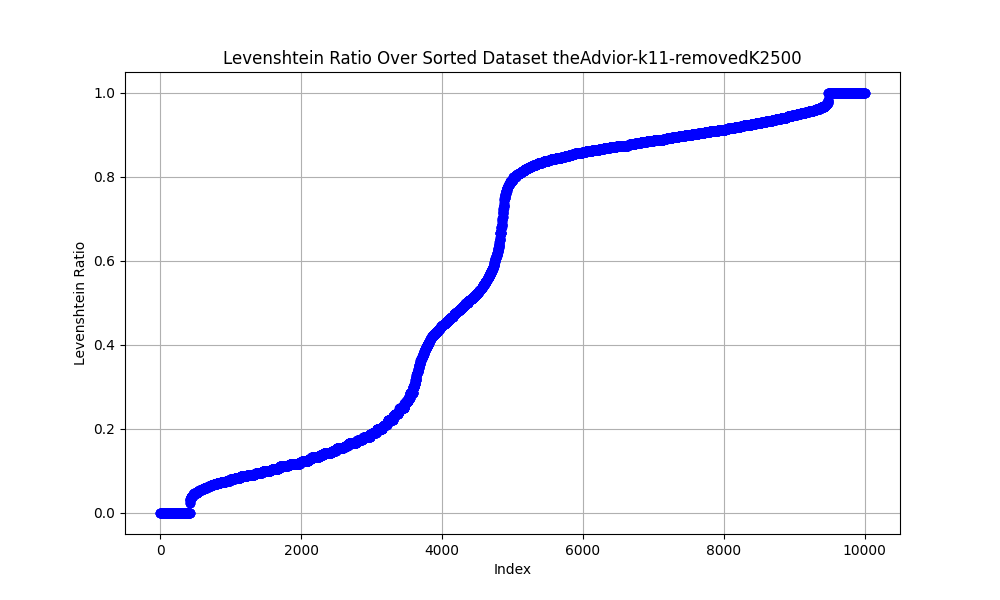 Levenshtein Ratio Over Sorted Dataset theAdvior-k11-removedK2500
1.0
0.8
0.6
0.4
0.2
0.0
Levenshtein Ratio
0 2000 4000 6000 8000 10000
Index